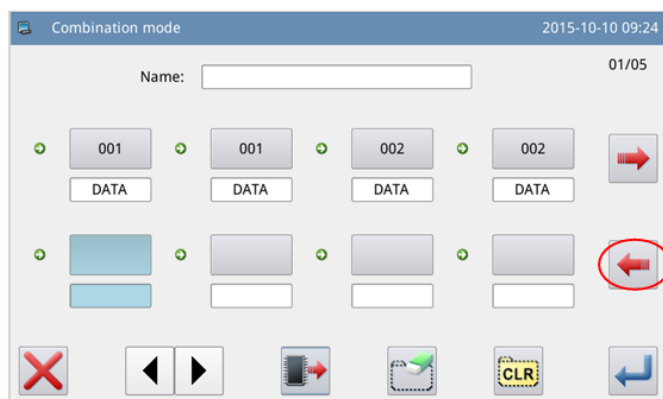 Combination mode 2015-10-10 09:24
Name: 01/05
001 001 002 002
DATA DATA DATA DATA
CLR